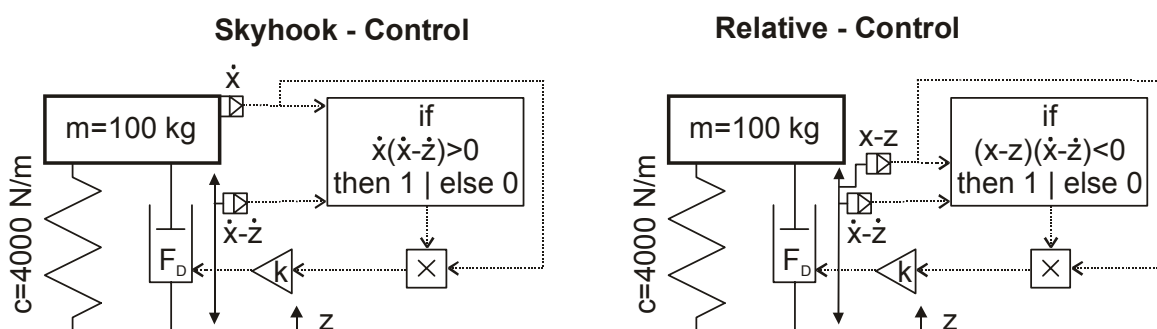 Skyhook - Control
ẋ
m=100 kg
c=4000 N/m
if
ẋ(ẋ-ż)>0
then 1 | else 0
ẋ-ż
F_D
k
×
z
Relative - Control
m=100 kg
c=4000 N/m
x-z
if
(x-z)(ẋ-ż)<0
then 1 | else 0
ẋ-ż
F_D
k
×
z